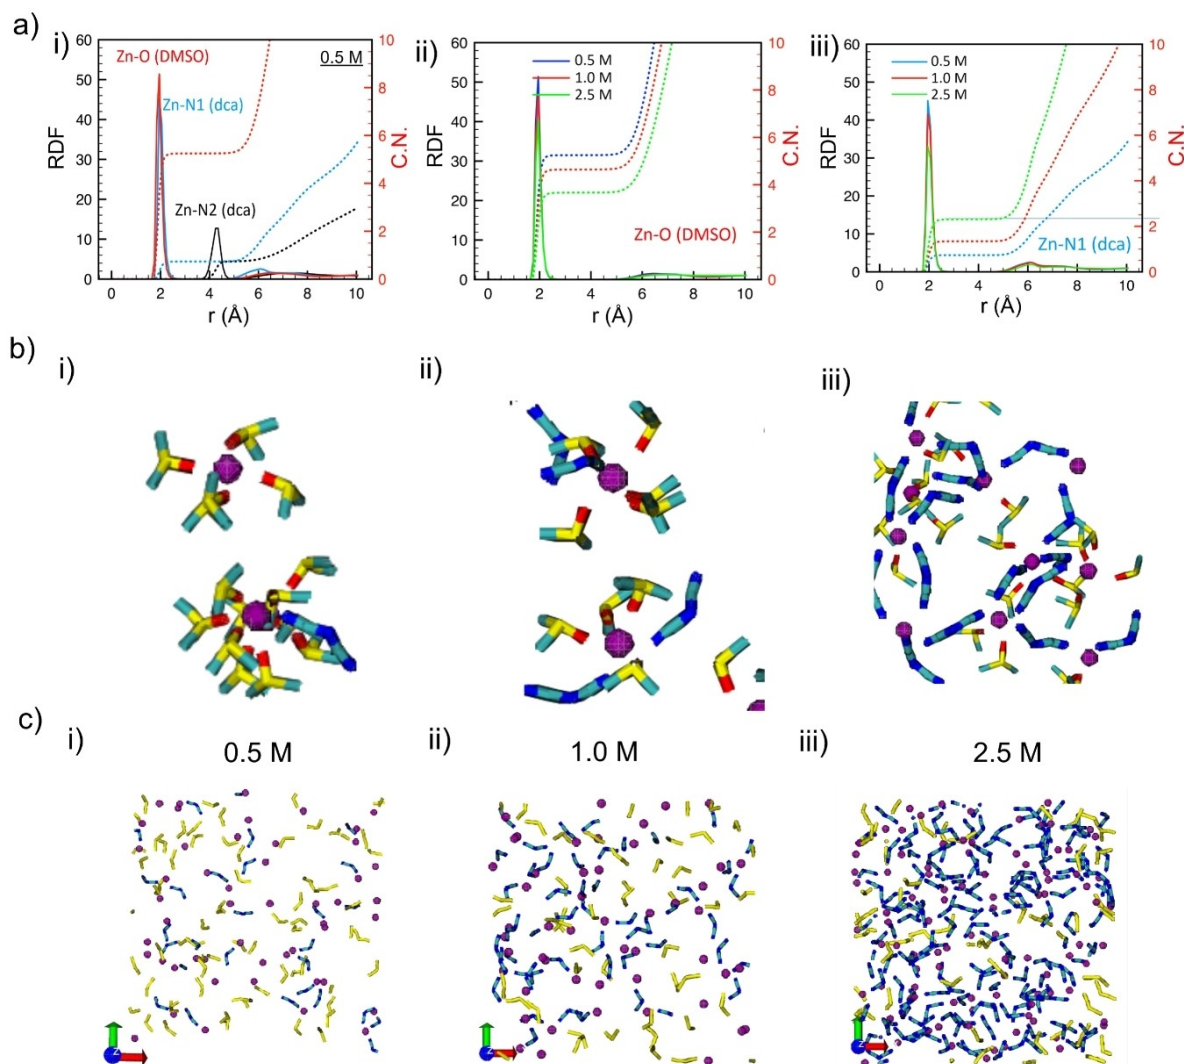 a)
i)
ii)
iii)
60
50
40
30
20
10
0
RDF
Zn-O (DMSO)
0.5 M
Zn-N1 (dca)
Zn-N2 (dca)
10
8
6
4
2
0
C.N.
0 2 4 6 8 10
r (Å)
60
50
40
30
20
10
0
RDF
0.5 M
1.0 M
2.5 M
Zn-O (DMSO)
10
8
6
4
2
0
C.N.
0 2 4 6 8 10
r (Å)
60
50
40
30
20
10
0
RDF
0.5 M
1.0 M
2.5 M
Zn-N1 (dca)
10
8
6
4
2
0
C.N.
0 2 4 6 8 10
r (Å)
b)
i)
ii)
iii)
c)
i) 0.5 M
ii) 1.0 M
iii) 2.5 M
Z
Z
Z